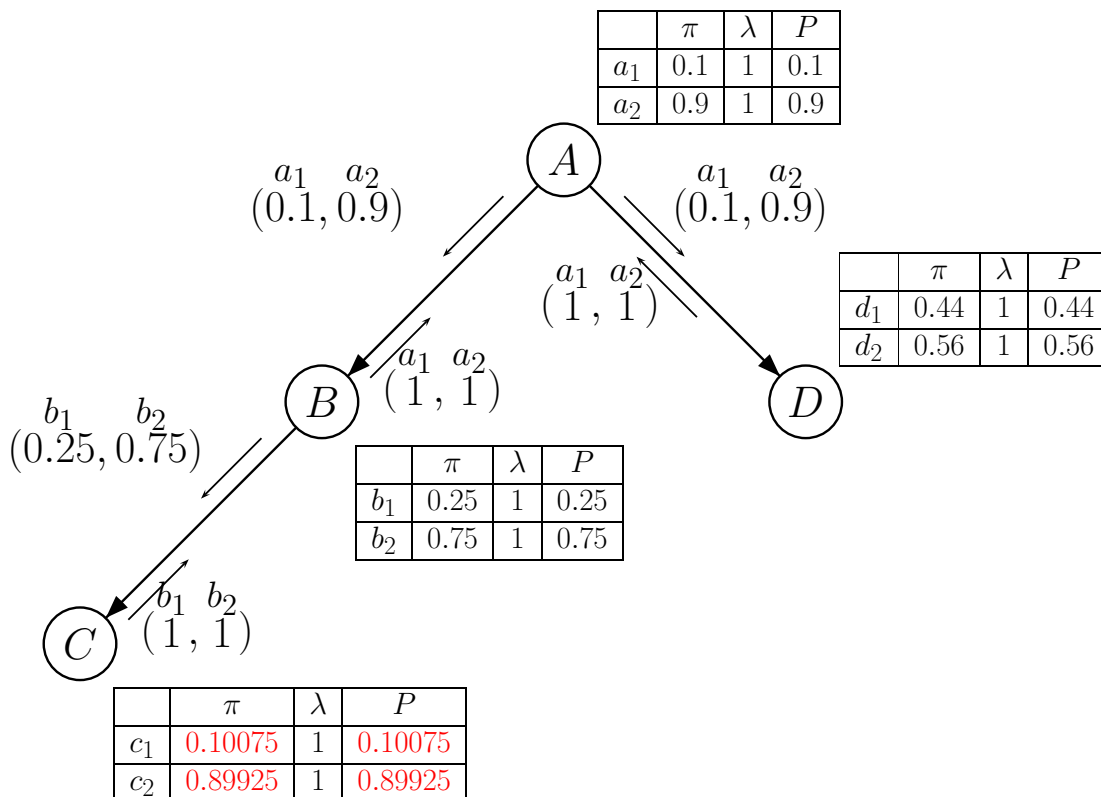 π λ P
a₁ 0.1 1 0.1
a₂ 0.9 1 0.9
A
a₁ a₂
(0.1, 0.9)
a₁ a₂
(0.1, 0.9)
a₁ a₂
(1, 1)
π λ P
d₁ 0.44 1 0.44
d₂ 0.56 1 0.56
a₁ a₂
(1, 1)
B
D
b₁ b₂
(0.25, 0.75)
π λ P
b₁ 0.25 1 0.25
b₂ 0.75 1 0.75
b₁ b₂
(1, 1)
C
π λ P
c₁ 0.10075 1 0.10075
c₂ 0.89925 1 0.89925